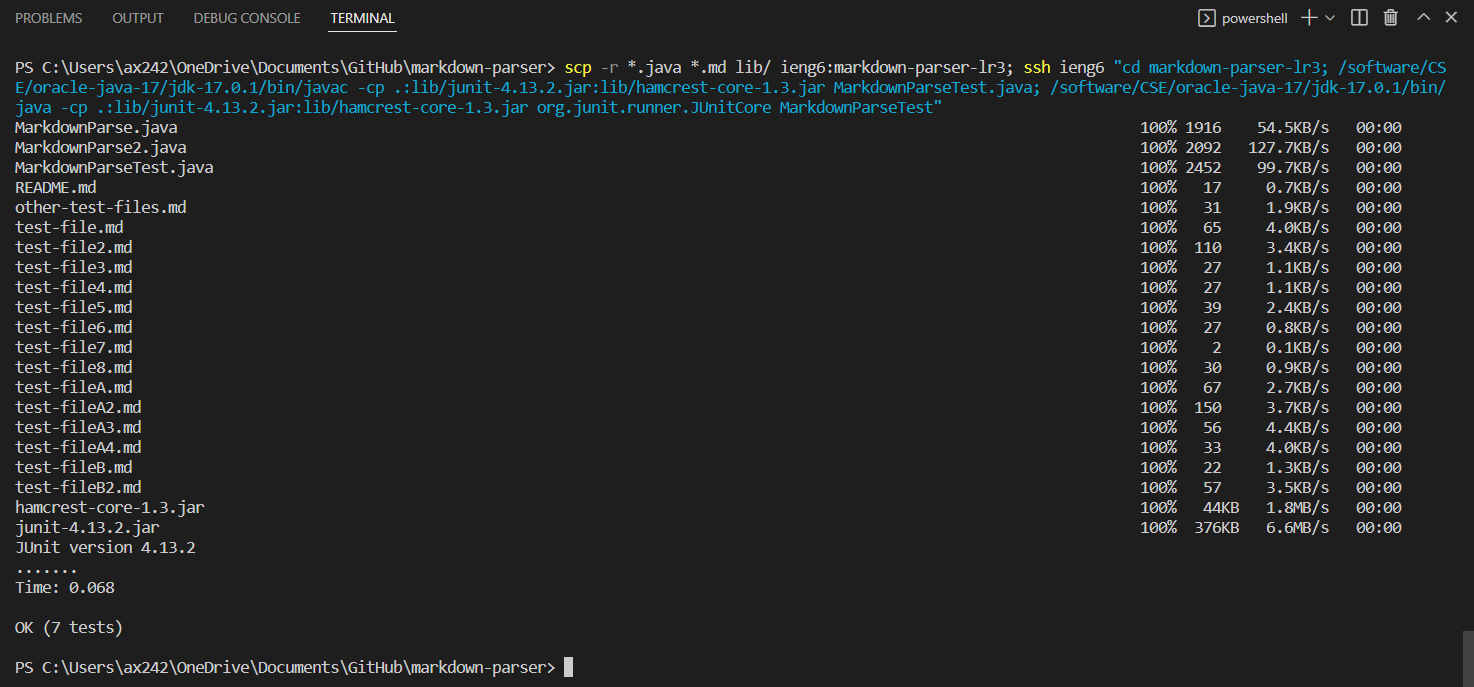 PROBLEMS OUTPUT DEBUG CONSOLE TERMINAL powershell
PS C:\Users\ax242\OneDrive\Documents\GitHub\markdown-parser> scp -r *.java *.md lib/ ieng6:markdown-parser-lr3; ssh ieng6 "cd markdown-parser-lr3; /software/CS
E/oracle-java-17/jdk-17.0.1/bin/javac -cp .:lib/junit-4.13.2.jar:lib/hamcrest-core-1.3.jar MarkdownParseTest.java; /software/CSE/oracle-java-17/jdk-17.0.1/bin/
java -cp .:lib/junit-4.13.2.jar:lib/hamcrest-core-1.3.jar org.junit.runner.JUnitCore MarkdownParseTest"
MarkdownParse.java 100% 1916 54.5KB/s 00:00
MarkdownParse2.java 100% 2092 127.7KB/s 00:00
MarkdownParseTest.java 100% 2452 99.7KB/s 00:00
README.md 100% 17 0.7KB/s 00:00
other-test-files.md 100% 31 1.9KB/s 00:00
test-file.md 100% 65 4.0KB/s 00:00
test-file2.md 100% 110 3.4KB/s 00:00
test-file3.md 100% 27 1.1KB/s 00:00
test-file4.md 100% 27 1.1KB/s 00:00
test-file5.md 100% 39 2.4KB/s 00:00
test-file6.md 100% 27 0.8KB/s 00:00
test-file7.md 100% 2 0.1KB/s 00:00
test-file8.md 100% 30 0.9KB/s 00:00
test-fileA.md 100% 67 2.7KB/s 00:00
test-fileA2.md 100% 150 3.7KB/s 00:00
test-fileA3.md 100% 56 4.4KB/s 00:00
test-fileA4.md 100% 33 4.0KB/s 00:00
test-fileB.md 100% 22 1.3KB/s 00:00
test-fileB2.md 100% 57 3.5KB/s 00:00
hamcrest-core-1.3.jar 100% 44KB 1.8MB/s 00:00
junit-4.13.2.jar 100% 376KB 6.6MB/s 00:00
JUnit version 4.13.2
.......
Time: 0.068
OK (7 tests)
PS C:\Users\ax242\OneDrive\Documents\GitHub\markdown-parser>